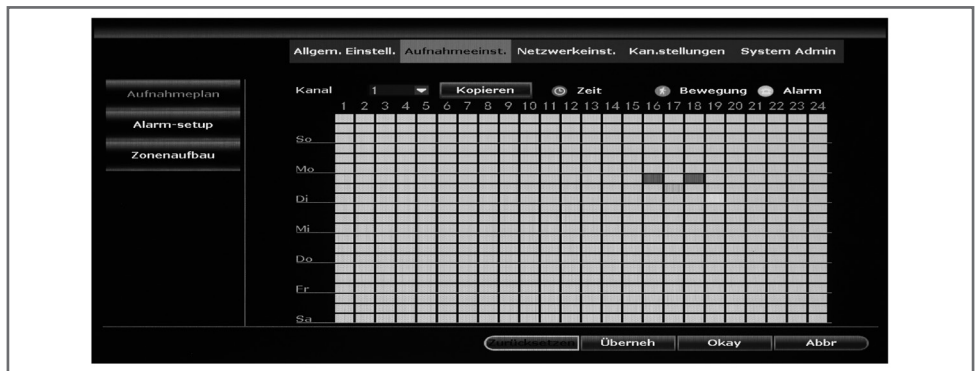 Allgem. Einstell. Aufnahmeeinst. Netzwerkeinst. Kan.stellungen System Admin
Aufnahmeplan
Alarm-setup
Zonenaufbau
Kanal 1 Kopieren Zeit Bewegung Alarm
1 2 3 4 5 6 7 8 9 10 11 12 13 14 15 16 17 18 19 20 21 22 23 24
So
Mo
Di
Mi
Do
Fr
Sa
Zurücksetzen Überneh Okay Abbr